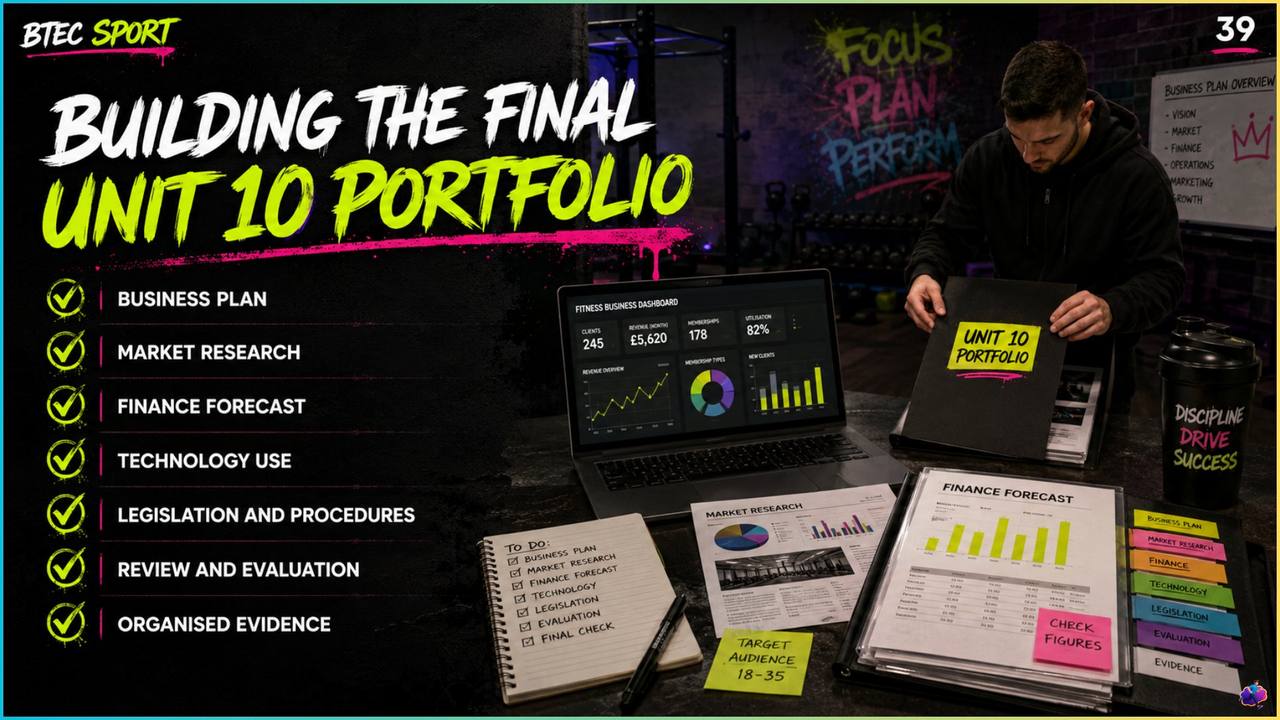 BTEC SPORT
39
BUILDING THE FINAL
UNIT 10 PORTFOLIO
BUSINESS PLAN
MARKET RESEARCH
FINANCE FORECAST
TECHNOLOGY USE
LEGISLATION AND PROCEDURES
REVIEW AND EVALUATION
ORGANISED EVIDENCE
FOCUS
PLAN
PERFORM
BUSINESS PLAN OVERVIEW
- VISION
- MARKET
- FINANCE
- OPERATIONS
MARKETING
GROWTH
FITNESS BUSINESS DASHBOARD
CLIENTS
245
REVENUE (MONTH)
£5,620
MEMBERSHIPS
178
UTILISATION
82%
REVENUE OVERVIEW
MEMBERSHIP TYPES
NEW CLIENTS
UNIT 10
PORTFOLIO
DISCIPLINE
DRIVE
SUCCESS
TO DO:
BUSINESS PLAN
MARKET RESEARCH
FINANCE FORECAST
TECHNOLOGY
LEGISLATION
EVALUATION
FINAL CHECK
MARKET RESEARCH
TARGET
AUDIENCE
18-35
FINANCE FORECAST
CHECK
FIGURES
BUSINESS PLAN
MARKET RESEARCH
FINANCE
TECHNOLOGY
LEGISLATION
EVALUATION
EVIDENCE